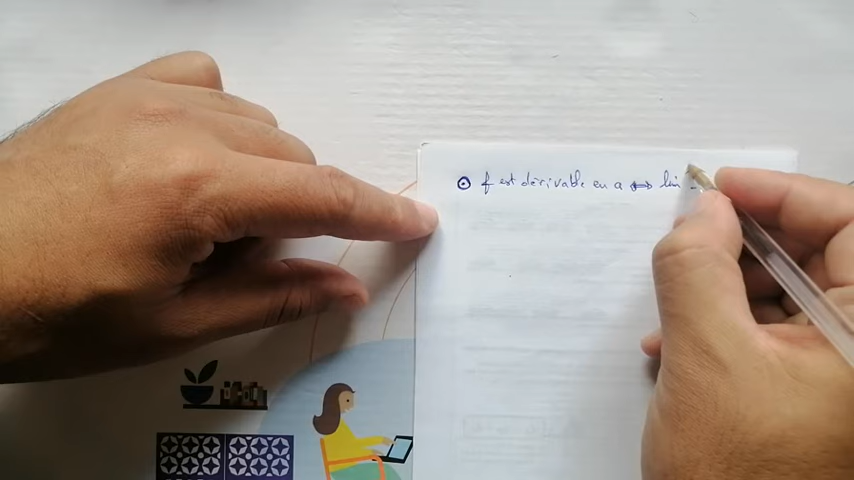 ⊙ f est dérivable en a ⟺ lim